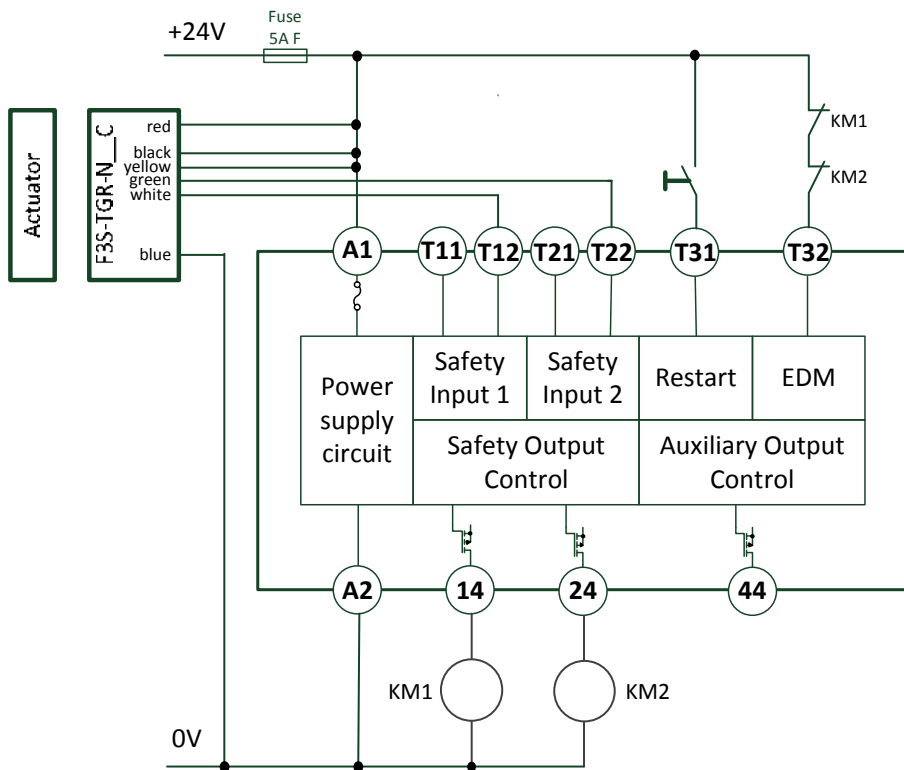 Fuse
+24V
5A F
Actuator
F3S-TGR-N__C
red
black
yellow
green
white
blue
KM1
KM2
A1
T11
T12
T21
T22
T31
T32
Power
supply
circuit
Safety
Input 1
Safety
Input 2
Restart
EDM
Safety Output
Control
Auxiliary Output
Control
A2
14
24
44
KM1
KM2
0V